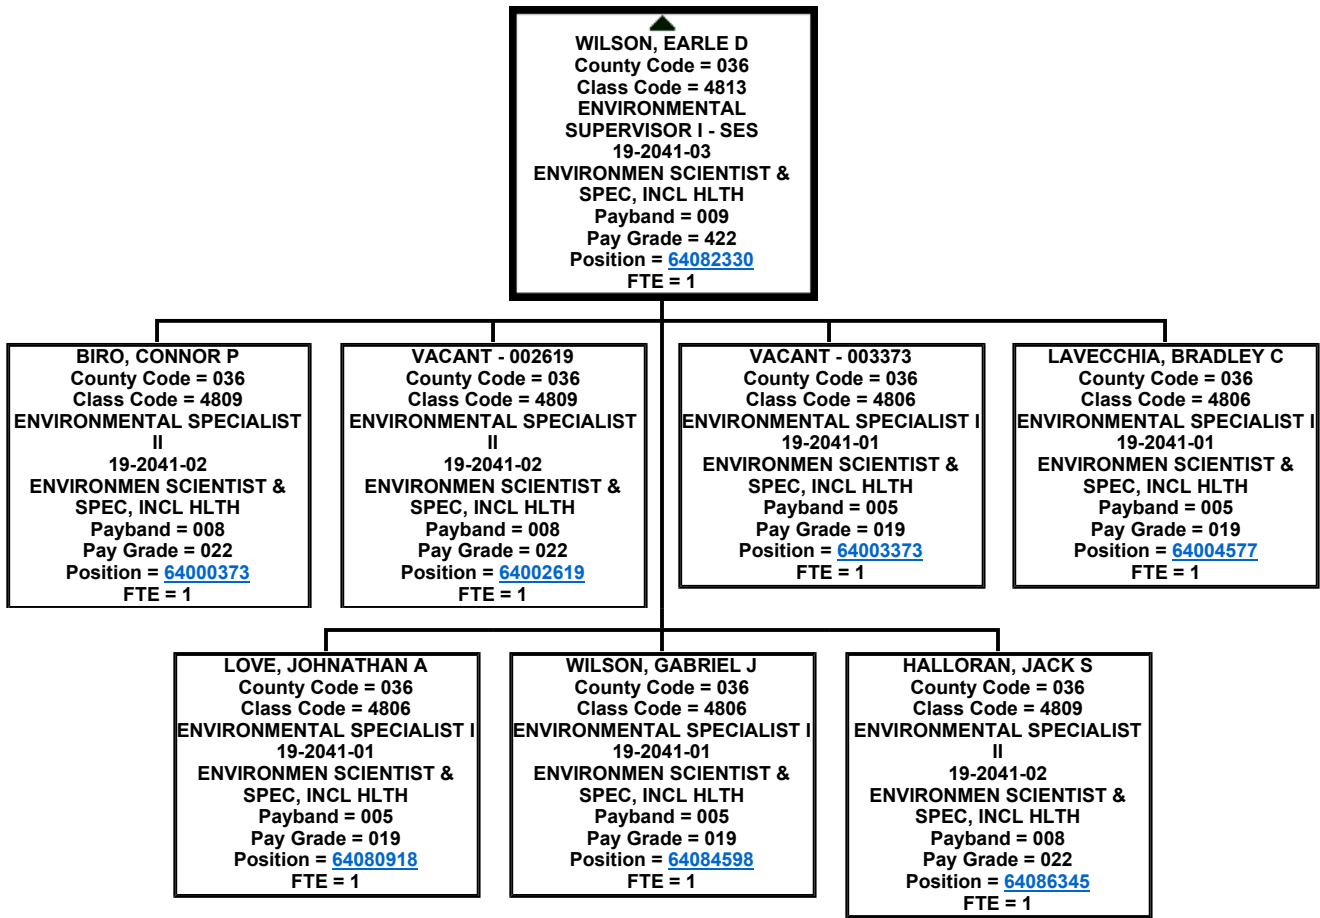 WILSON, EARLE D
County Code = 036
Class Code = 4813
ENVIRONMENTAL
SUPERVISOR I - SES
19-2041-03
ENVIRONMEN SCIENTIST &
SPEC, INCL HLTH
Payband = 009
Pay Grade = 422
Position = 64082330
FTE = 1
BIRO, CONNOR P
County Code = 036
Class Code = 4809
ENVIRONMENTAL SPECIALIST
II
19-2041-02
ENVIRONMEN SCIENTIST &
SPEC, INCL HLTH
Payband = 008
Pay Grade = 022
Position = 64000373
FTE = 1
VACANT - 002619
County Code = 036
Class Code = 4809
ENVIRONMENTAL SPECIALIST
II
19-2041-02
ENVIRONMEN SCIENTIST &
SPEC, INCL HLTH
Payband = 008
Pay Grade = 022
Position = 64002619
FTE = 1
VACANT - 003373
County Code = 036
Class Code = 4806
ENVIRONMENTAL SPECIALIST I
19-2041-01
ENVIRONMEN SCIENTIST &
SPEC, INCL HLTH
Payband = 005
Pay Grade = 019
Position = 64003373
FTE = 1
LAVECCHIA, BRADLEY C
County Code = 036
Class Code = 4806
ENVIRONMENTAL SPECIALIST I
19-2041-01
ENVIRONMEN SCIENTIST &
SPEC, INCL HLTH
Payband = 005
Pay Grade = 019
Position = 64004577
FTE = 1
LOVE, JOHNATHAN A
County Code = 036
Class Code = 4806
ENVIRONMENTAL SPECIALIST I
19-2041-01
ENVIRONMEN SCIENTIST &
SPEC, INCL HLTH
Payband = 005
Pay Grade = 019
Position = 64080918
FTE = 1
WILSON, GABRIEL J
County Code = 036
Class Code = 4806
ENVIRONMENTAL SPECIALIST I
19-2041-01
ENVIRONMEN SCIENTIST &
SPEC, INCL HLTH
Payband = 005
Pay Grade = 019
Position = 64084598
FTE = 1
HALLORAN, JACK S
County Code = 036
Class Code = 4809
ENVIRONMENTAL SPECIALIST
II
19-2041-02
ENVIRONMEN SCIENTIST &
SPEC, INCL HLTH
Payband = 008
Pay Grade = 022
Position = 64086345
FTE = 1